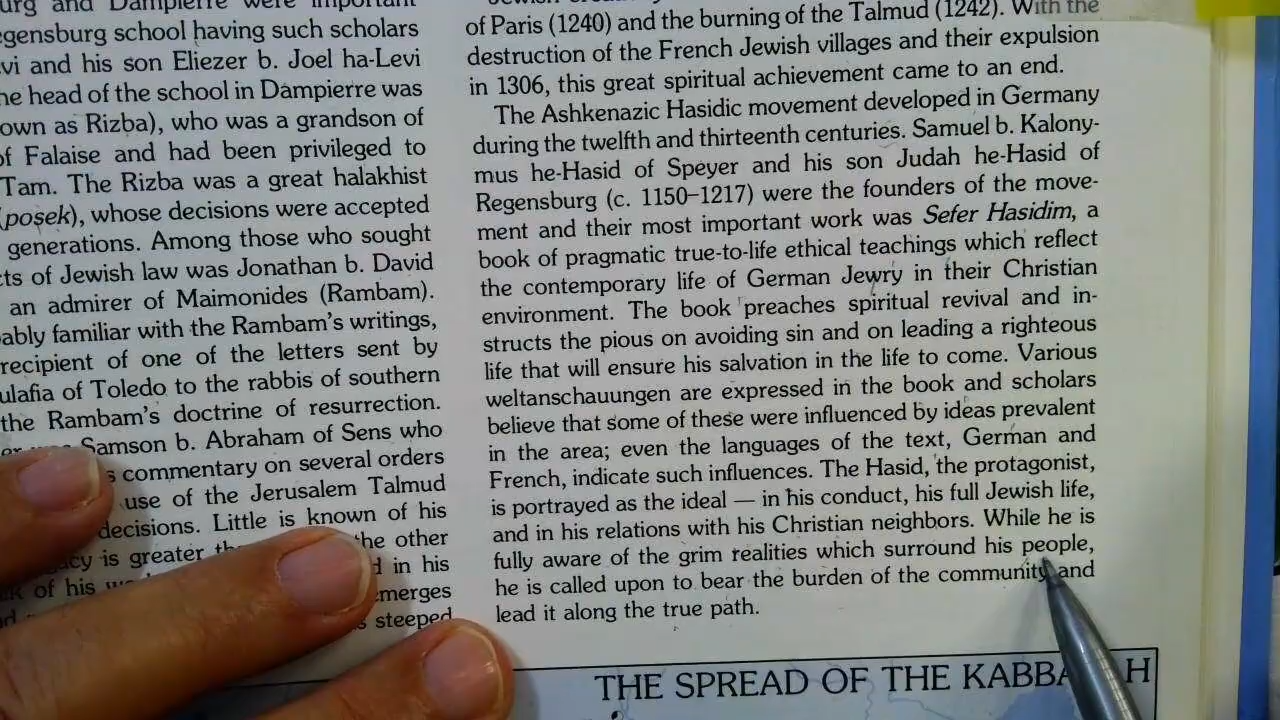 urg and Dampierre were important
egensburg school having such scholars
vi and his son Eliezer b. Joel ha-Levi
he head of the school in Dampierre was
own as Rizba), who was a grandson of
of Falaise and had been privileged to
Tam. The Rizba was a great halakhist
(poṣek), whose decisions were accepted
generations. Among those who sought
cts of Jewish law was Jonathan b. David
an admirer of Maimonides (Rambam).
ably familiar with the Rambam's writings,
recipient of one of the letters sent by
ulafia of Toledo to the rabbis of southern
the Rambam's doctrine of resurrection.
Samson b. Abraham of Sens who
s commentary on several orders
use of the Jerusalem Talmud
decisions. Little is known of his
acy is greater the other
k of his d in his
emerges
s steeped
of Paris (1240) and the burning of the Talmud (1242). With the
destruction of the French Jewish villages and their expulsion
in 1306, this great spiritual achievement came to an end.
The Ashkenazic Hasidic movement developed in Germany
during the twelfth and thirteenth centuries. Samuel b. Kalony-
mus he-Hasid of Speyer and his son Judah he-Hasid of
Regensburg (c. 1150–1217) were the founders of the move-
ment and their most important work was Sefer Hasidim, a
book of pragmatic true-to-life ethical teachings which reflect
the contemporary life of German Jewry in their Christian
environment. The book preaches spiritual revival and in-
structs the pious on avoiding sin and on leading a righteous
life that will ensure his salvation in the life to come. Various
weltanschauungen are expressed in the book and scholars
believe that some of these were influenced by ideas prevalent
in the area; even the languages of the text, German and
French, indicate such influences. The Hasid, the protagonist,
is portrayed as the ideal — in his conduct, his full Jewish life,
and in his relations with his Christian neighbors. While he is
fully aware of the grim realities which surround his people,
he is called upon to bear the burden of the community and
lead it along the true path.
THE SPREAD OF THE KABBA H